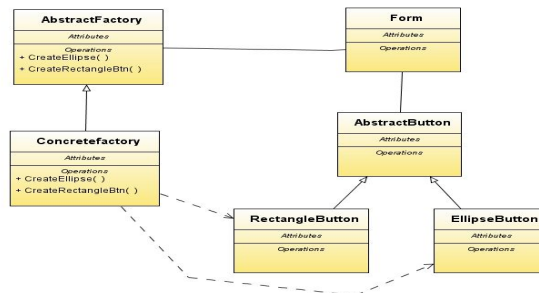 AbstractFactory
Attributes
Operations
+ CreateEllipse( )
+ CreateRectangleBtn( )
Form
Attributes
Operations
AbstractButton
Attributes
Operations
Concretefactory
Attributes
Operations
+ CreateEllipse( )
+ CreateRectangleBtn( )
RectangleButton
Attributes
Operations
EllipseButton
Attributes
Operations